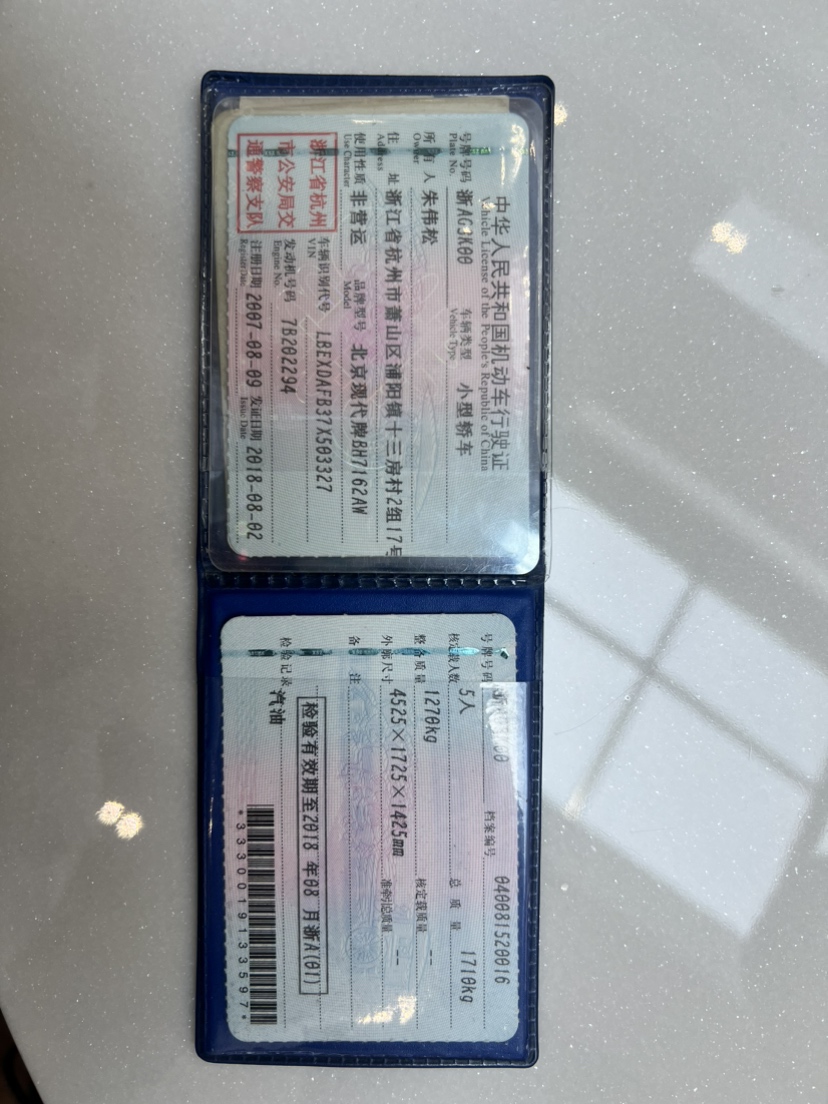 中华人民共和国机动车行驶证
Vehicle License of the People's Republic of China
号牌号码 浙AG3K00 车辆类型 小型轿车
Plate No. Vehicle Type
所有人 朱伟松
Owner
住址 浙江省杭州市萧山区浦阳镇十三房村2组17号
Address
使用性质 非营运 品牌型号 北京现代牌BH7162AW
Use Character Model
浙江省杭州
市公安局交
通警察支队
车辆识别代号 LBEXDAFB37X503327
VIN
发动机号码 7B202294
Engine No.
注册日期 2007-08-09 发证日期 2018-08-02
Register Date Issue Date
号牌号码 档案编号 040081520016
核定载人数 5人 总质量 1710kg
整备质量 1270kg 核定载质量 --
外廓尺寸 4525×1725×1425mm 准牵引总质量 --
备注
检验有效期至2018年08月浙A(01)
检验记录 汽油
*3330019133597*